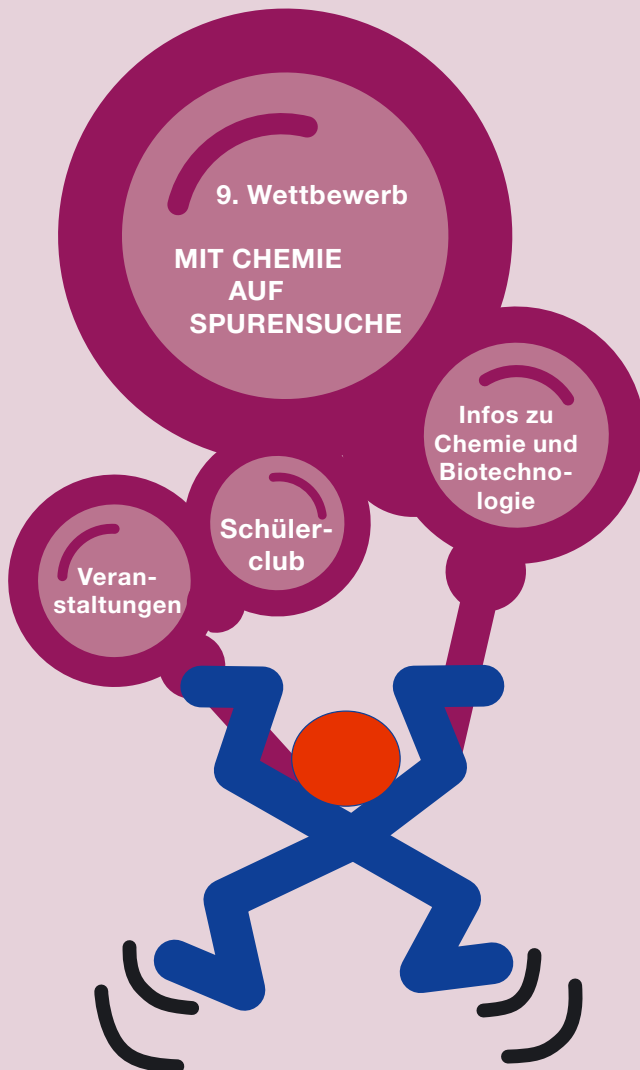 9. Wettbewerb
MIT CHEMIE
AUF
SPURENSUCHE
Infos zu
Chemie und
Biotechno-
logie
Schüler-
club
Veran-
staltungen